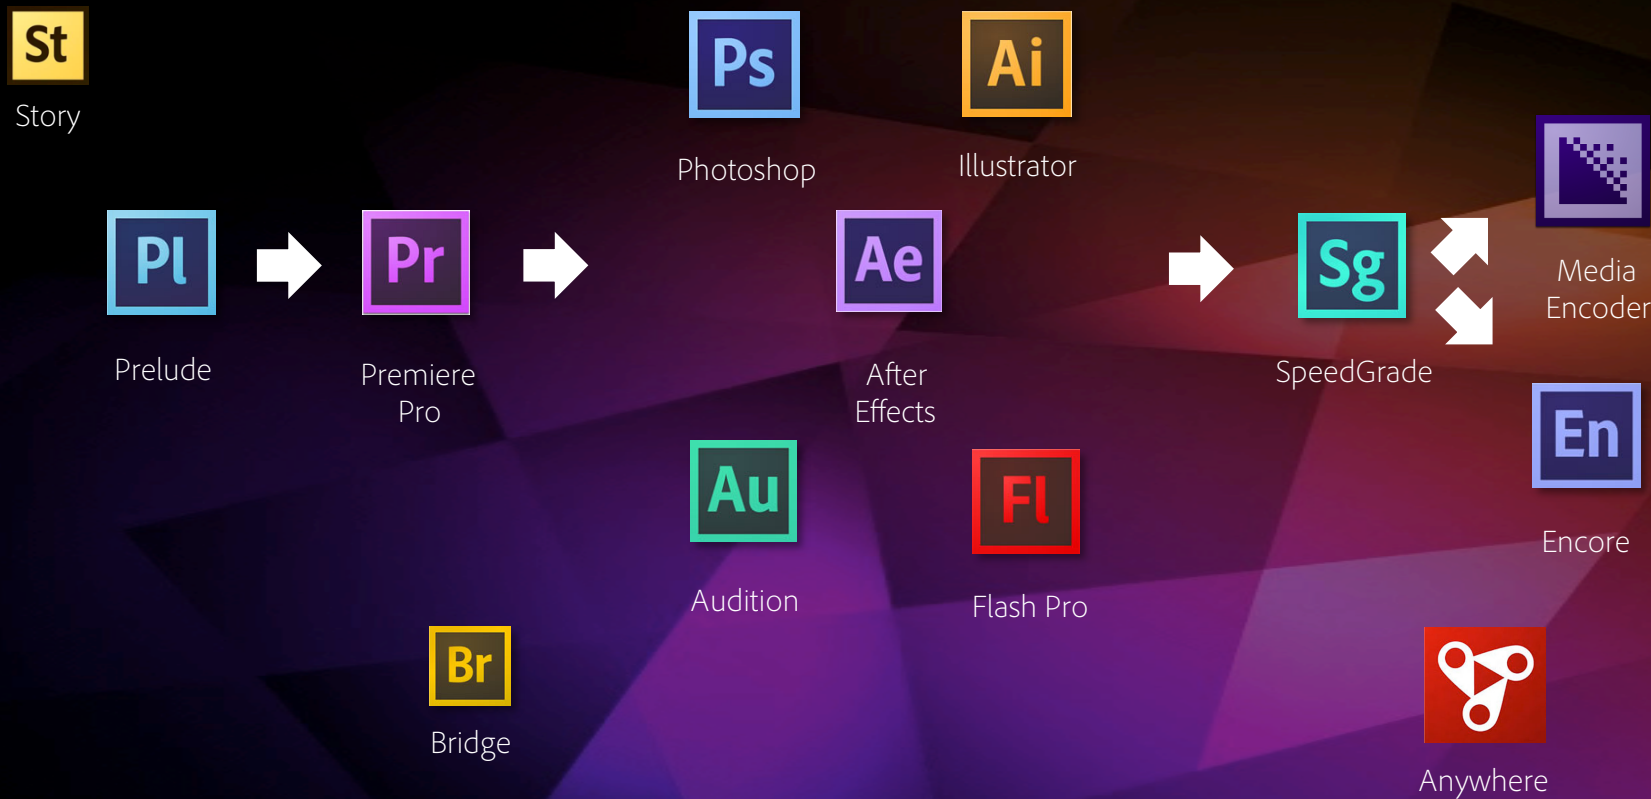 St
Story
Ps
Photoshop
Ai
Illustrator
Pl
Prelude
Pr
Premiere
Pro
Ae
After
Effects
Sg
SpeedGrade
Media
Encoder
Au
Audition
Fl
Flash Pro
En
Encore
Br
Bridge
Anywhere